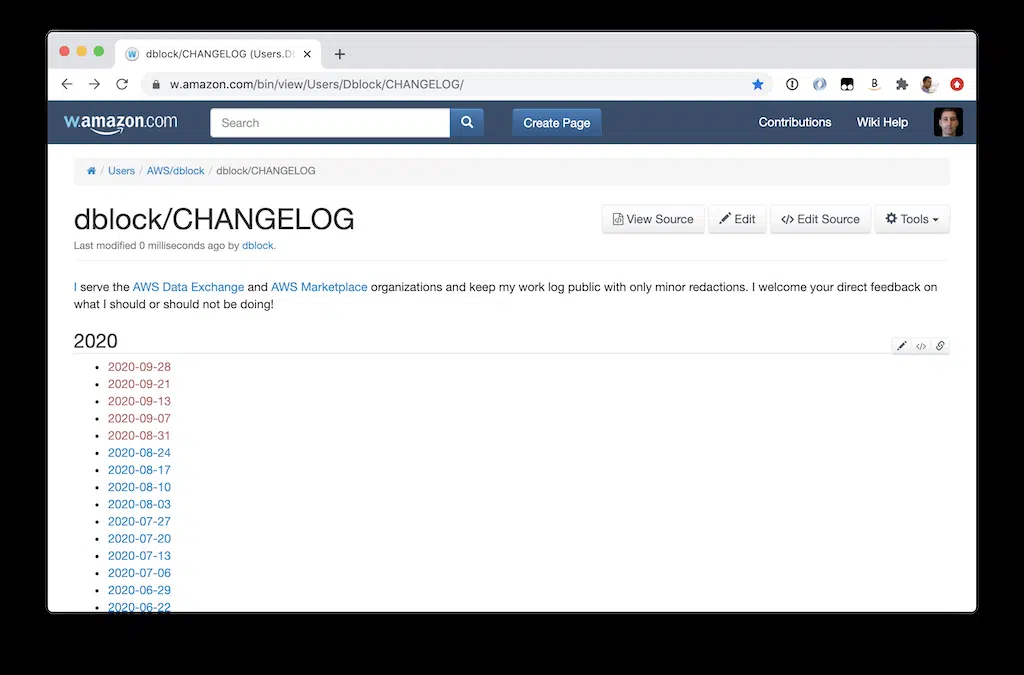 dblock/CHANGELOG (Users.D
w.amazon.com/bin/view/Users/Dblock/CHANGELOG/
w.amazon.com Search Create Page Contributions Wiki Help
/ Users / AWS/dblock / dblock/CHANGELOG
dblock/CHANGELOG
View Source Edit Edit Source Tools
Last modified 0 milliseconds ago by dblock.
I serve the AWS Data Exchange and AWS Marketplace organizations and keep my work log public with only minor redactions. I welcome your direct feedback on
what I should or should not be doing!
2020
2020-09-28
2020-09-21
2020-09-13
2020-09-07
2020-08-31
2020-08-24
2020-08-17
2020-08-10
2020-08-03
2020-07-27
2020-07-20
2020-07-13
2020-07-06
2020-06-29
2020-06-22